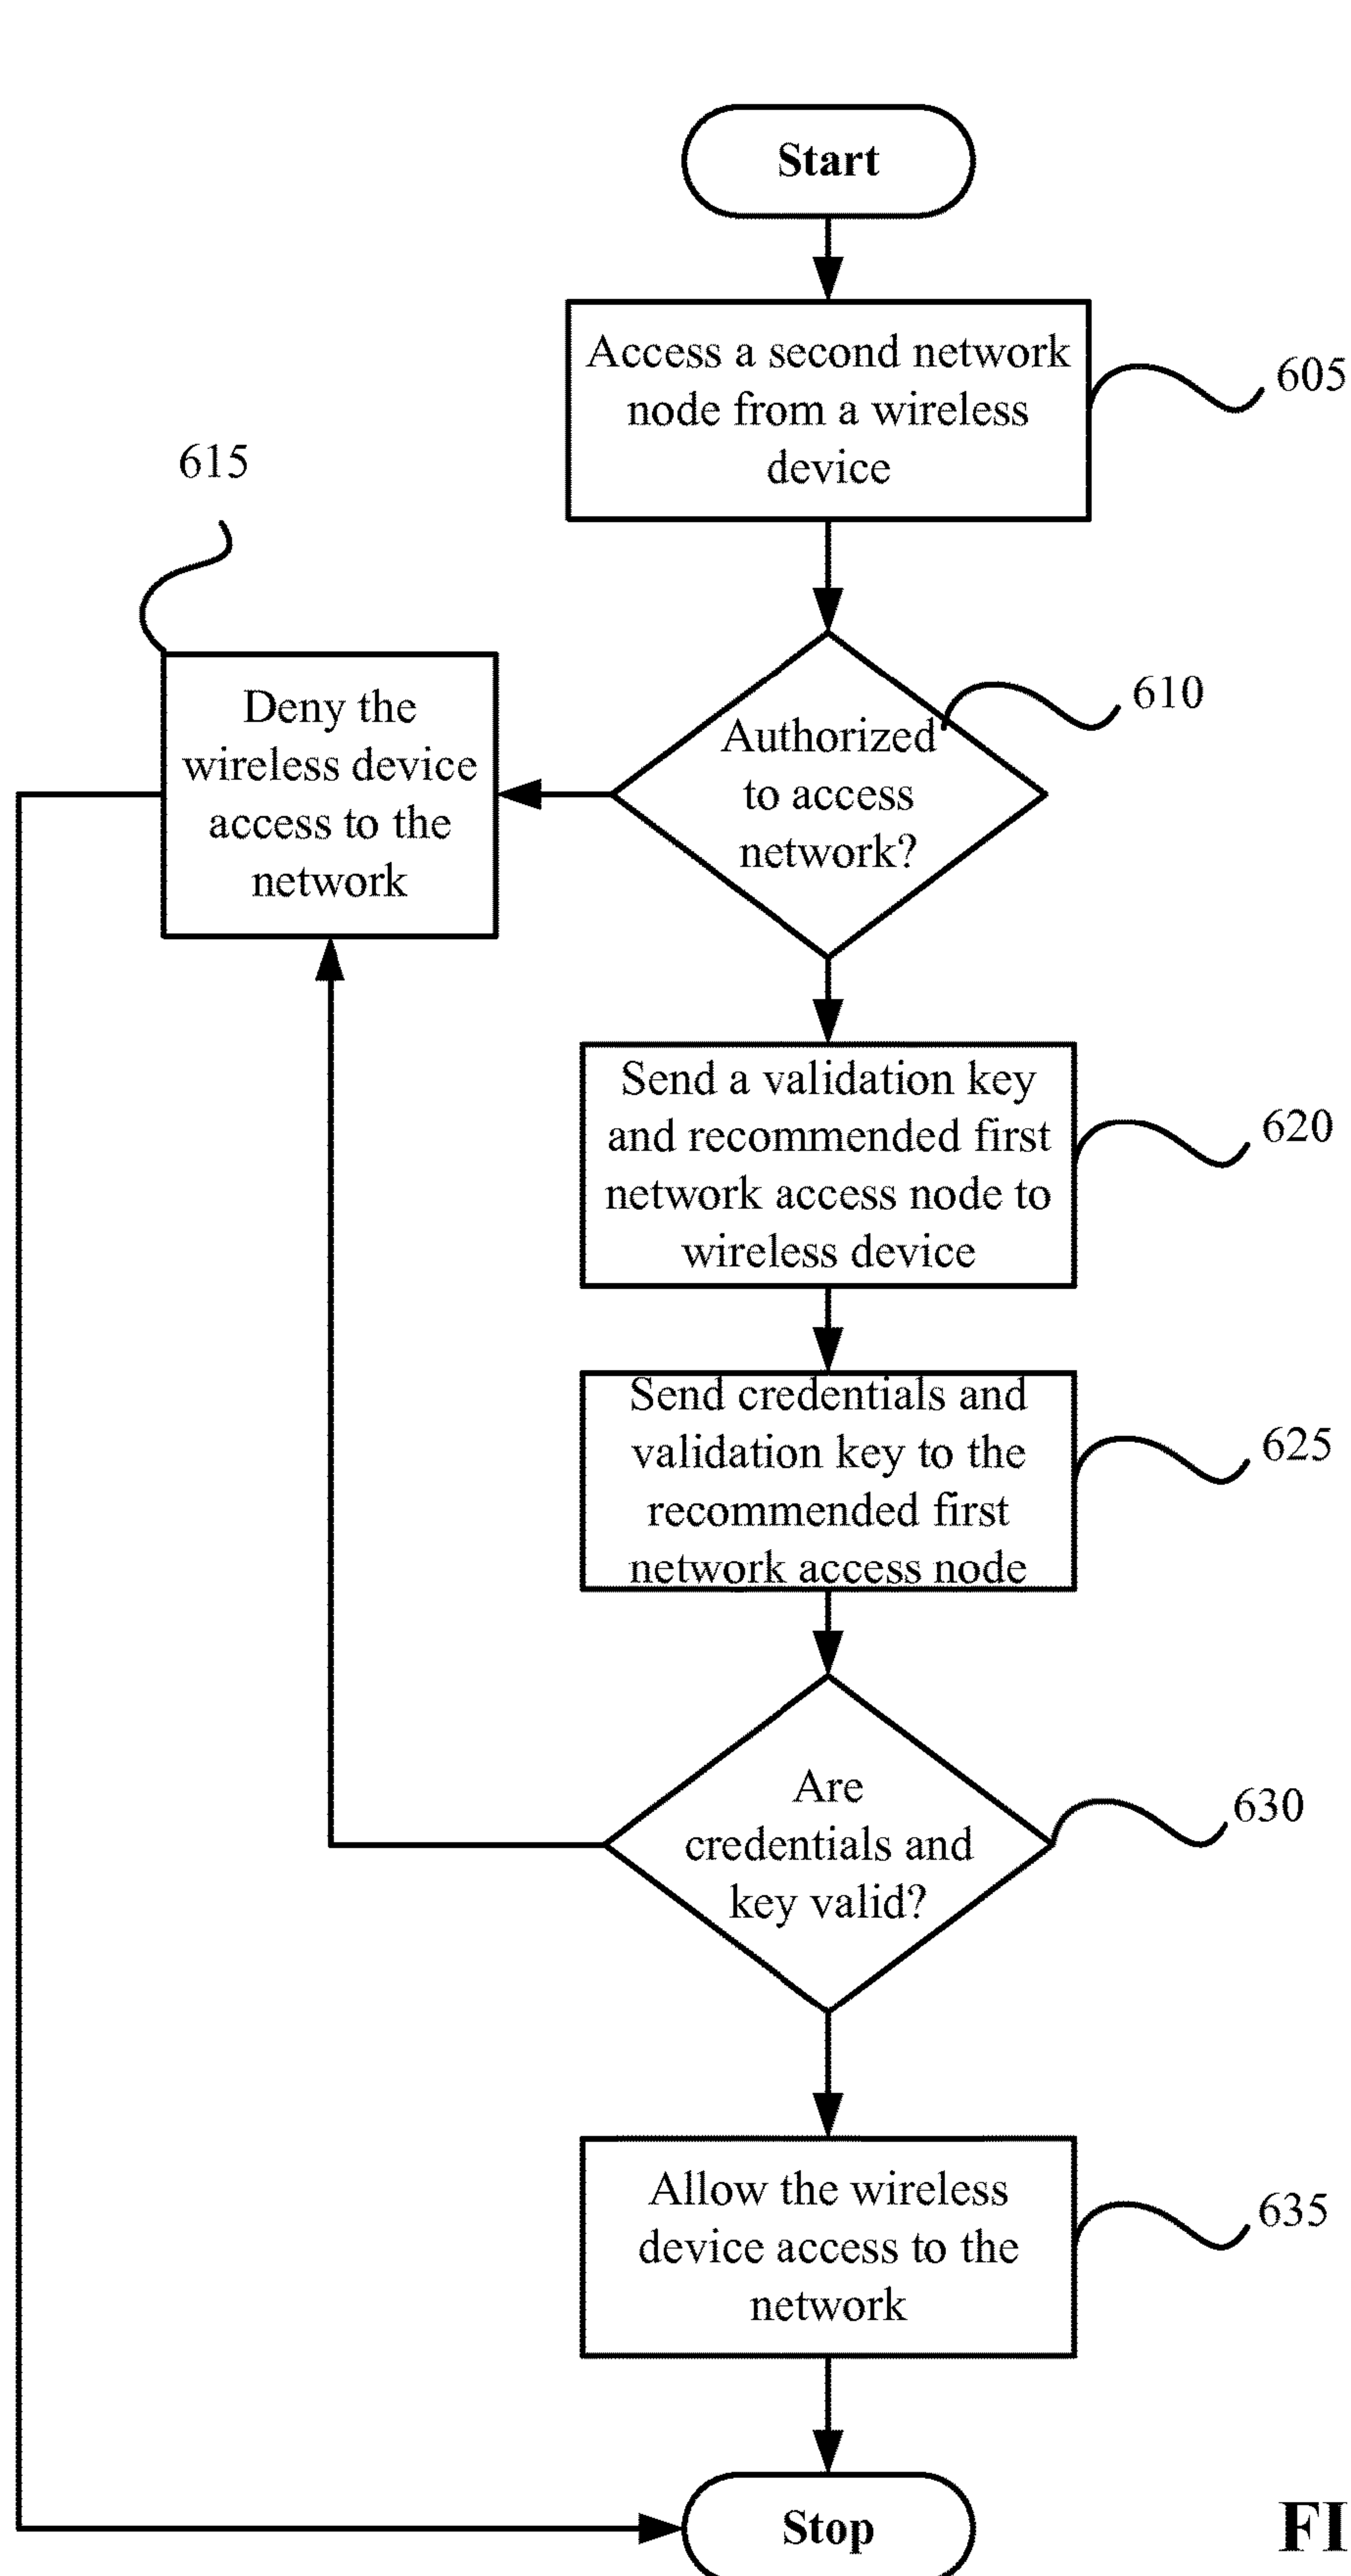 Start
Access a second network
node from a wireless
device
605
615
Deny the
wireless device
access to the
network
Authorized
to access
network?
610
Send a validation key
and recommended first
network access node to
wireless device
620
Send credentials and
validation key to the
recommended first
network access node
625
Are
credentials and
key valid?
630
Allow the wireless
device access to the
network
635
Stop
FI